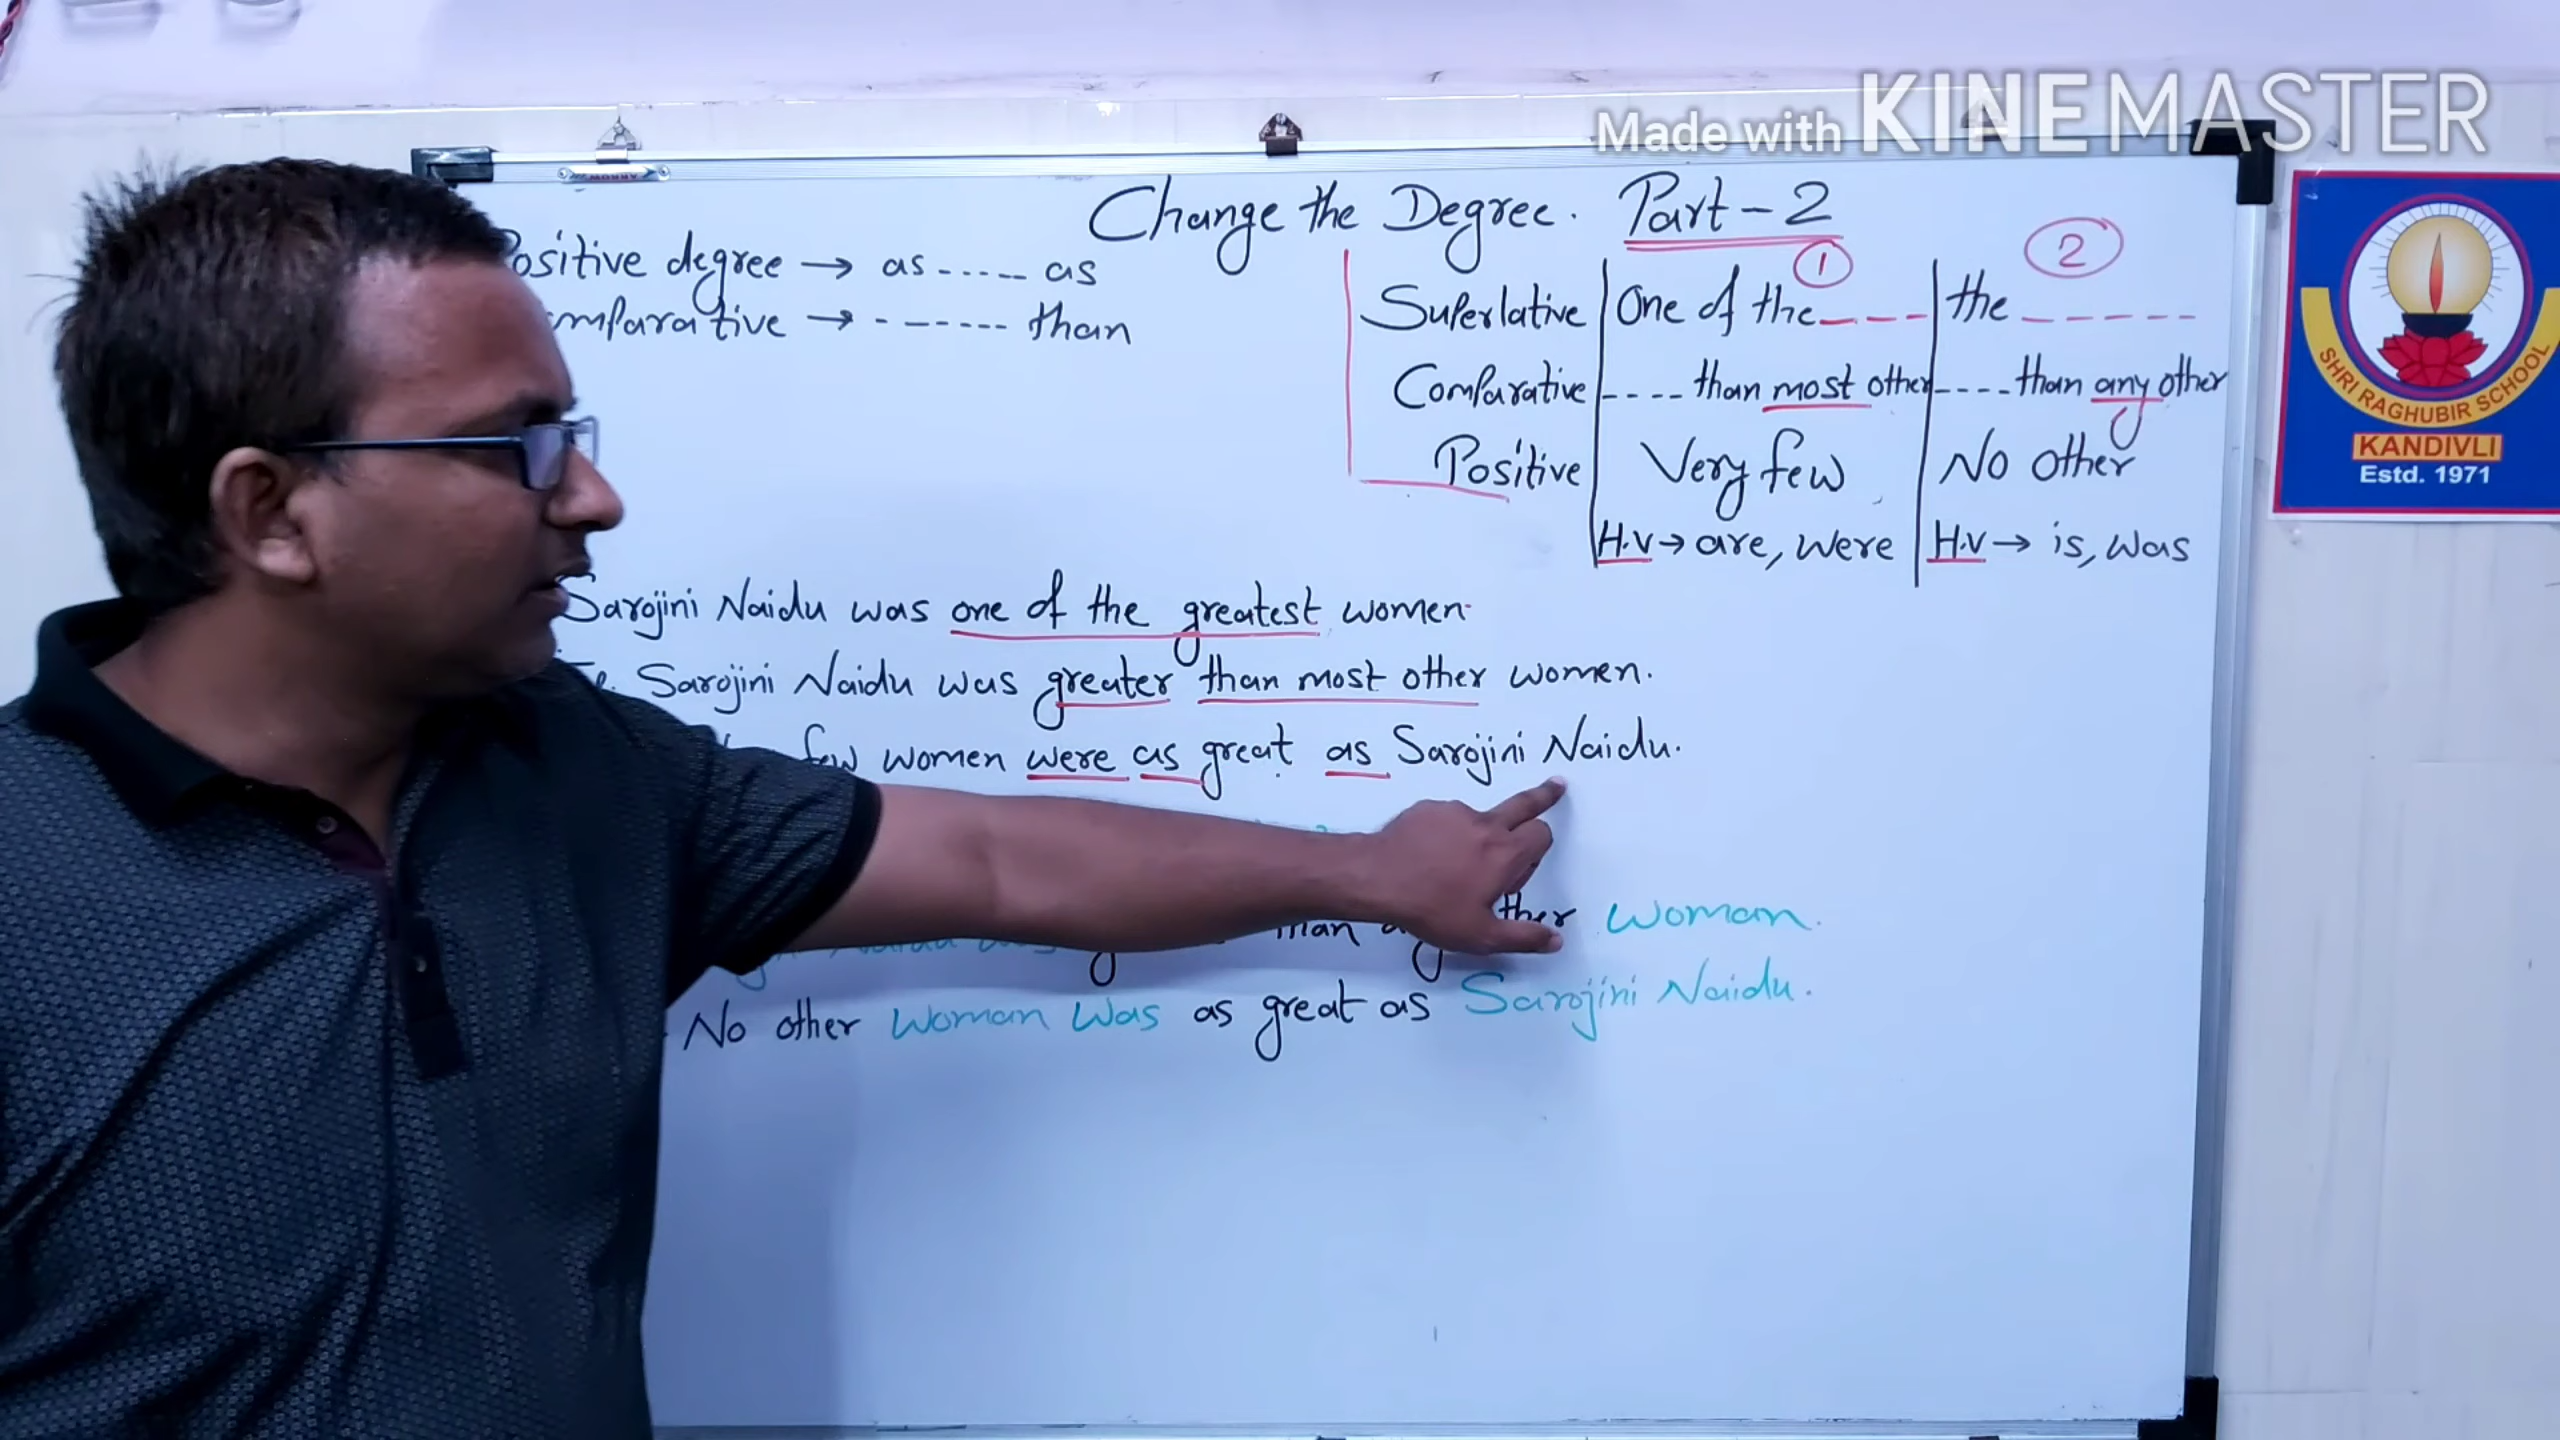 Made with KINEMASTER
Change the Degree. Part-2
Positive degree → as ----- as
Comparative → ------- than
1
2
Superlative One of the ---- the -----
Comparative ---- than most other ---- than any other
Positive Very few No other
H.V → are, were H.V → is, was
Sarojini Naidu was one of the greatest women.
Sarojini Naidu was greater than most other women.
few women were as great as Sarojini Naidu.
than woman.
No other woman was as great as Sarojini Naidu.
SHRI RAGHUBIR SCHOOL
KANDIVLI
Estd. 1971